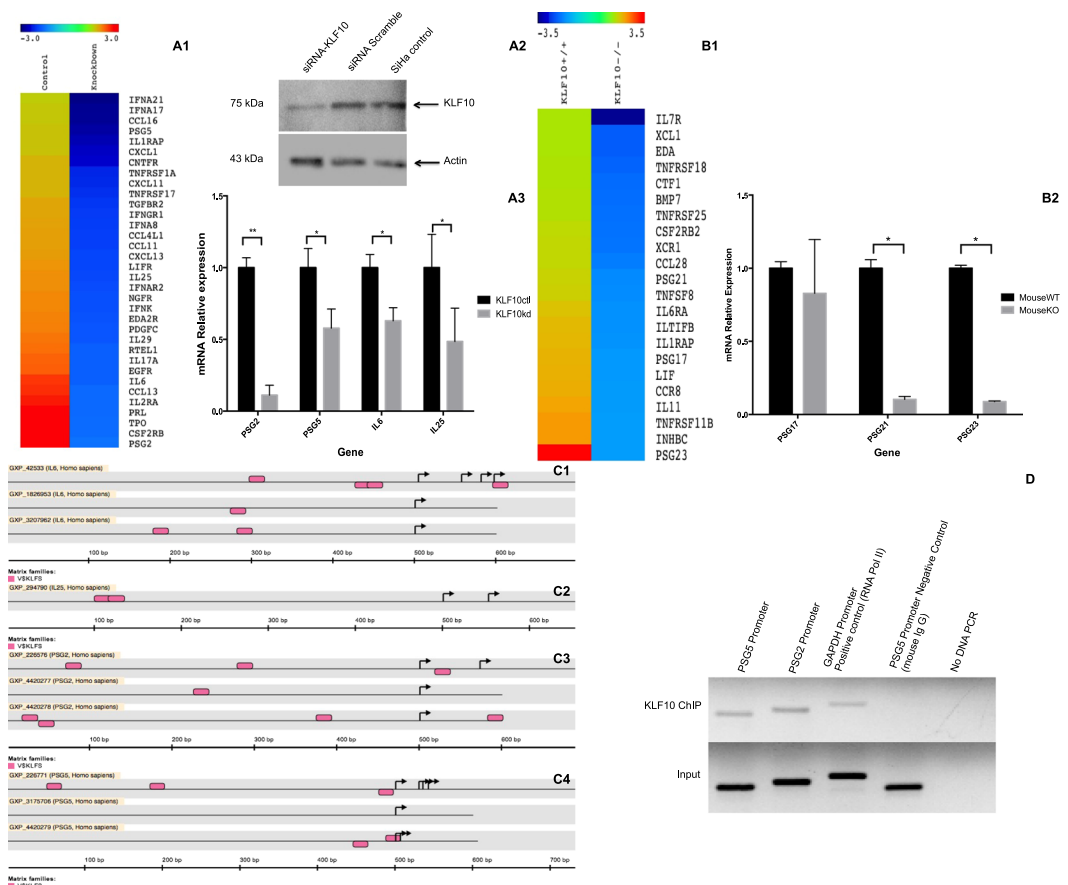 -3.0 3.0
A1
Control
KnockDown
IFNA21
IFNA17
CCL16
PSG5
IL1RAP
CXCL1
CNTFR
TNFRSF1A
CXCL11
TNFRSF17
TGFBR2
IFNGR1
IFNA8
CCL4L1
CCL11
CXCL13
LIFR
IL25
IFNAR2
NGFR
IFNK
EDA2R
PDGFC
IL29
RTEL1
IL17A
EGFR
IL6
CCL13
IL2RA
PRL
TPO
CSF2RB
PSG2
A2
siRNA-KLF10
siRNA Scramble
SiHa control
75 kDa
KLF10
43 kDa
Actin
A3
mRNA Relative expression
1.5
1.0
0.5
0.0
**
*
*
*
KLF10ctl
KLF10kd
PSG2
PSG5
IL6
IL25
Gene
-3.5 3.5
B1
KLF10+/+
KLF10-/-
IL7R
XCL1
EDA
TNFRSF18
CTF1
BMP7
TNFRSF25
CSF2RB2
XCR1
CCL28
PSG21
TNFSF8
IL6RA
ILTIFB
IL1RAP
PSG17
LIF
CCR8
IL11
TNFRSF11B
INHBC
PSG23
B2
mRNA Relative Expression
1.5
1.0
0.5
0.0
*
*
MouseWT
MouseKO
PSG17
PSG21
PSG23
Gene
C1
GXP_42533 (IL6, Homo sapiens)
GXP_1826953 (IL6, Homo sapiens)
GXP_3207962 (IL6, Homo sapiens)
100 bp 200 bp 300 bp 400 bp 500 bp 600 bp
Matrix families:
V$KLFS
C2
GXP_294790 (IL25, Homo sapiens)
100 bp 200 bp 300 bp 400 bp 500 bp 600 bp
Matrix families:
V$KLFS
C3
GXP_226576 (PSG2, Homo sapiens)
GXP_4420277 (PSG2, Homo sapiens)
GXP_4420278 (PSG2, Homo sapiens)
100 bp 200 bp 300 bp 400 bp 500 bp 600 bp
Matrix families:
V$KLFS
C4
GXP_226771 (PSG5, Homo sapiens)
GXP_3175706 (PSG5, Homo sapiens)
GXP_4420279 (PSG5, Homo sapiens)
100 bp 200 bp 300 bp 400 bp 500 bp 600 bp 700 bp
Matrix families:
V$KLFS
D
PSG5 Promoter
PSG2 Promoter
GAPDH Promoter
Positive control (RNA Pol II)
PSG5 Promoter Negative Control
(mouse Ig G)
No DNA PCR
KLF10 ChIP
Input